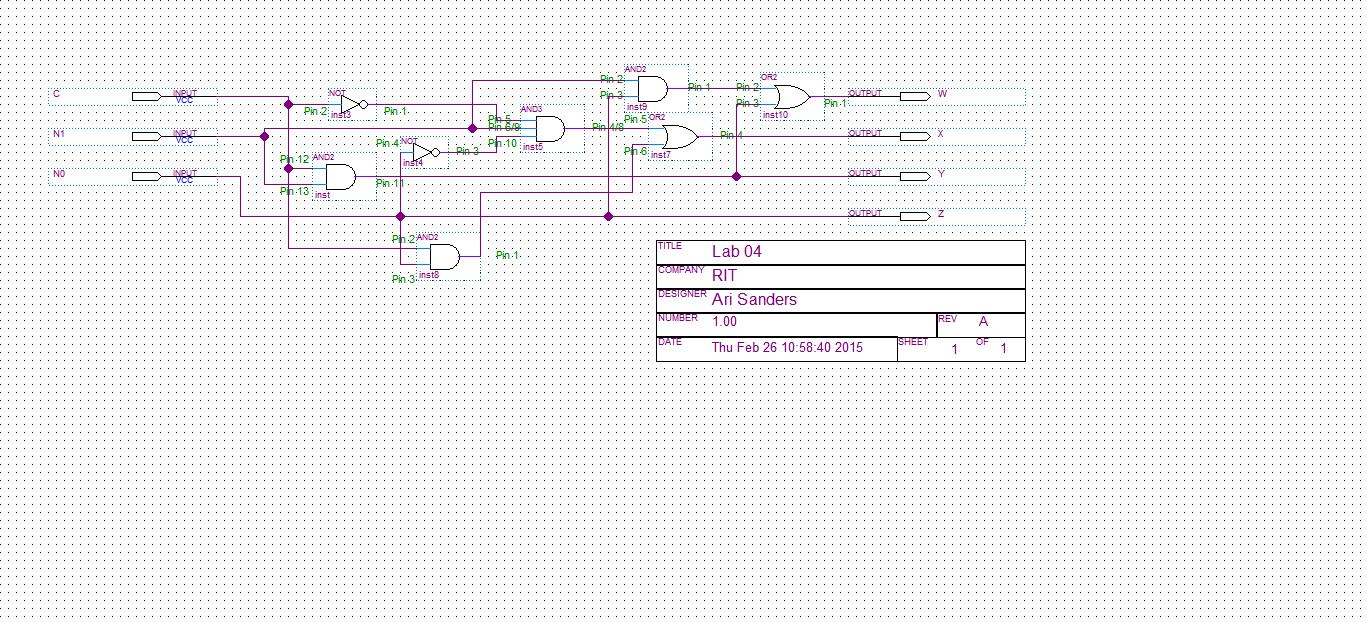 AND2
Pin 2 OR2
C INPUT VCC NOT Pin 1 Pin 2 OUTPUT W
Pin 3
Pin 2 inst3 Pin 1 AND3 inst9 Pin 3 Pin 1
Pin 5 Pin 5 OR2 inst10
N1 INPUT VCC Pin 6/9 Pin 4/8 Pin 4 OUTPUT X
Pin 4 NOT Pin 10 inst5
Pin 3 Pin 6 inst7
Pin 12 AND2 inst4
N0 INPUT VCC Pin 11 OUTPUT Y
Pin 13 inst
OUTPUT Z
Pin 2 AND2
Pin 1
Pin 3 inst8
TITLE Lab 04
COMPANY RIT
DESIGNER Ari Sanders
NUMBER 1.00 REV A
DATE Thu Feb 26 10:58:40 2015 SHEET 1 OF 1